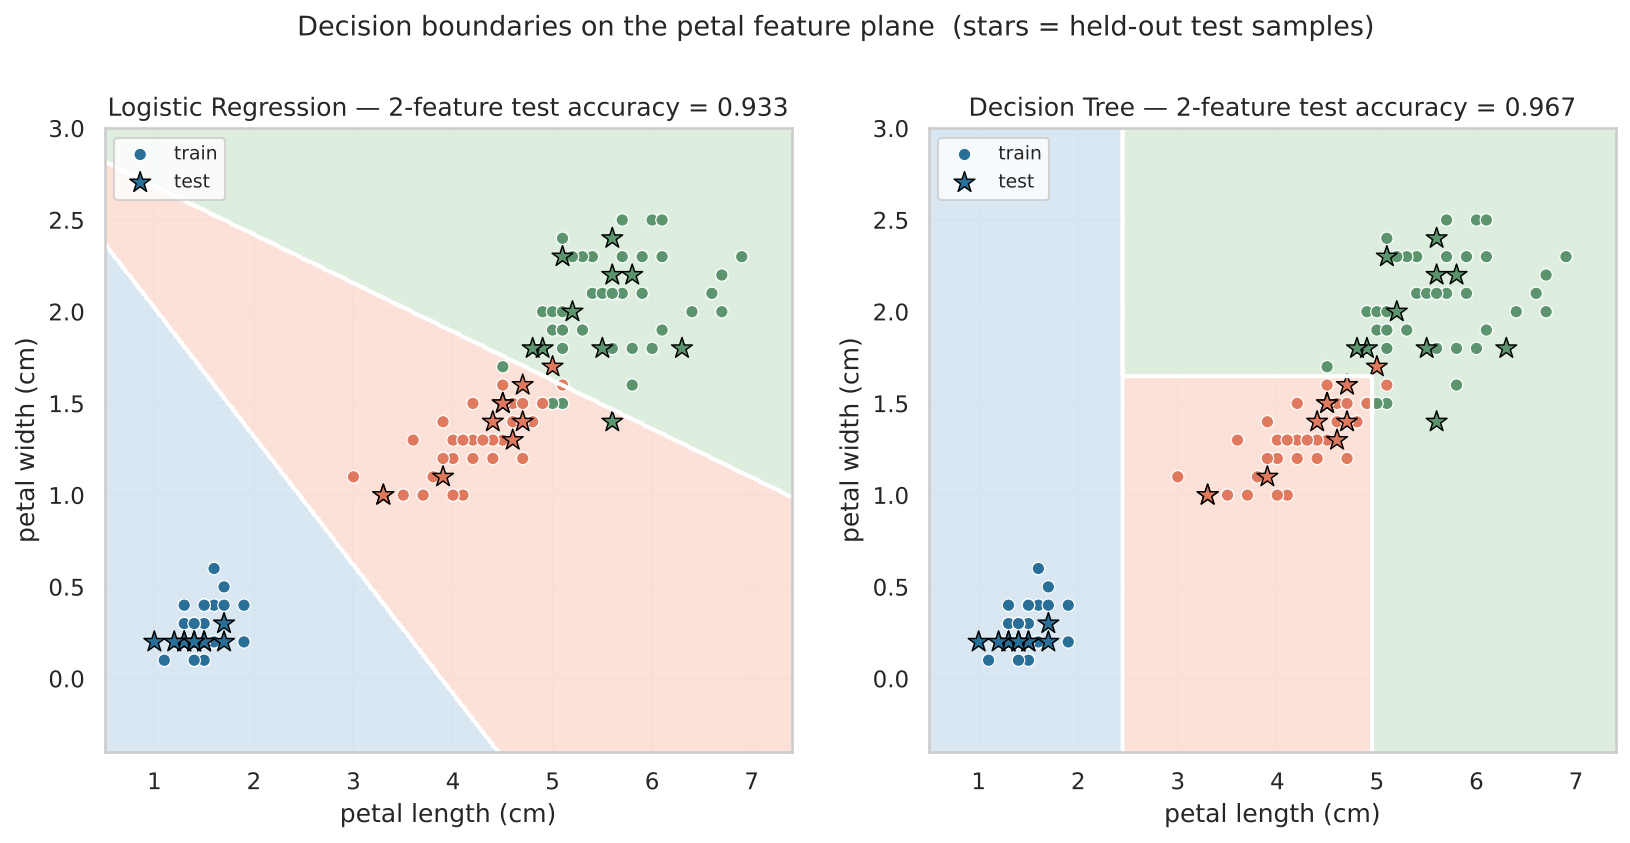 Decision boundaries on the petal feature plane  (stars = held-out test samples)
Logistic Regression — 2-feature test accuracy = 0.933
train
test
3.0
2.5
2.0
1.5
1.0
0.5
0.0
petal width (cm)
1 2 3 4 5 6 7
petal length (cm)
Decision Tree — 2-feature test accuracy = 0.967
train
test
3.0
2.5
2.0
1.5
1.0
0.5
0.0
petal width (cm)
1 2 3 4 5 6 7
petal length (cm)